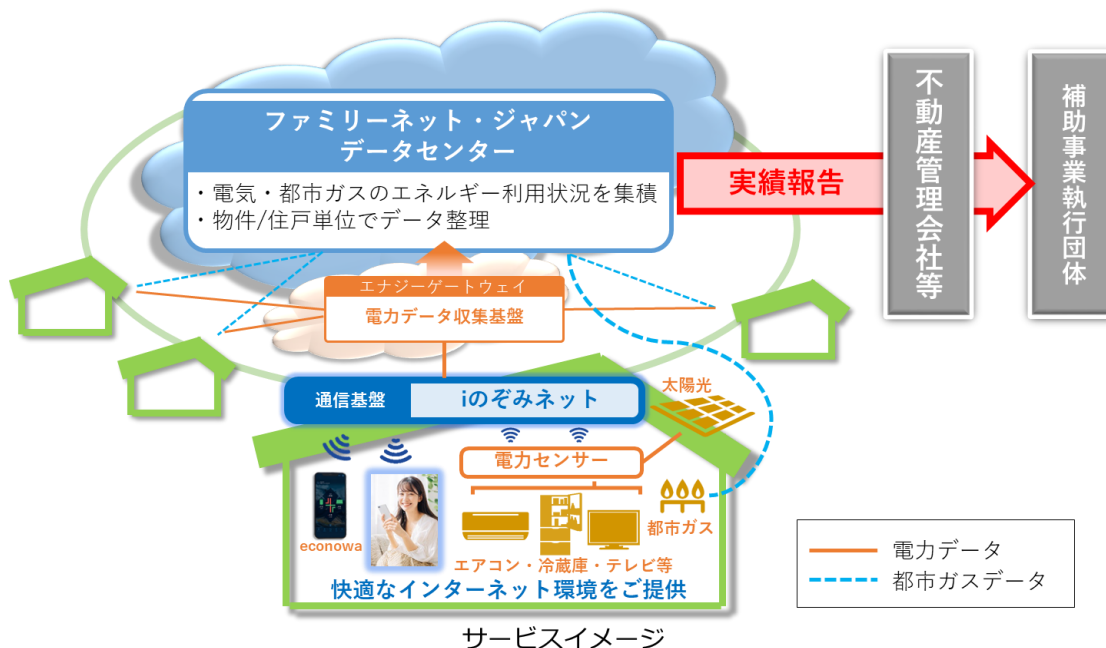 ファミリーネット・ジャパン
データセンター
・電気・都市ガスのエネルギー利用状況を集積
・物件/住戸単位でデータ整理
実績報告
不動産管理会社等
補助事業執行団体
エナジーゲートウェイ
電力データ収集基盤
通信基盤
iのぞみネット
太陽光
電力センサー
econowa
エアコン・冷蔵庫・テレビ等
都市ガス
快適なインターネット環境をご提供
電力データ
都市ガスデータ
サービスイメージ